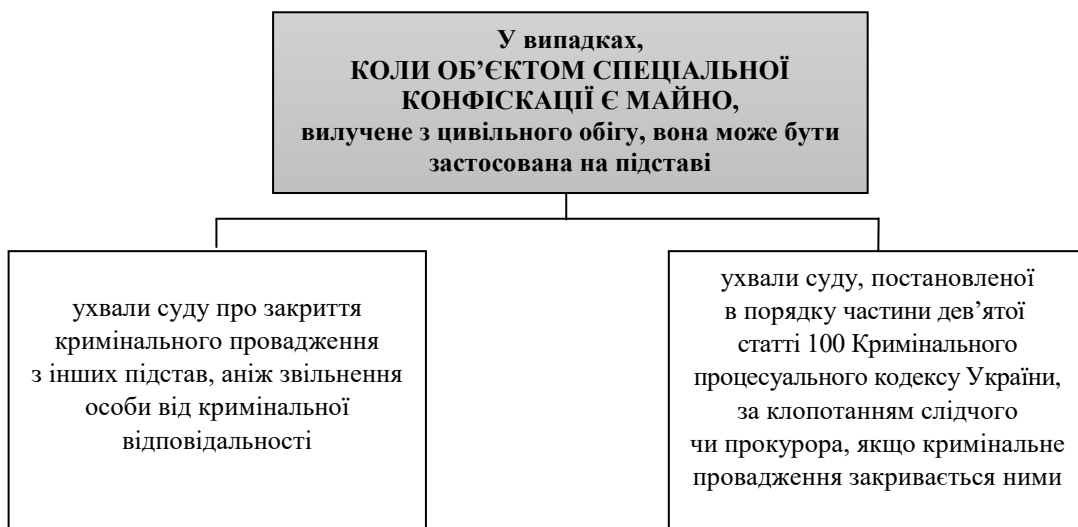 У випадках,
КОЛИ ОБ’ЄКТОМ СПЕЦІАЛЬНОЇ
КОНФІСКАЦІЇ Є МАЙНО,
вилучене з цивільного обігу, вона може бути
застосована на підставі
ухвали суду про закриття
кримінального провадження
з інших підстав, аніж звільнення
особи від кримінальної
відповідальності
ухвали суду, постановленої
в порядку частини дев’ятої
статті 100 Кримінального
процесуального кодексу України,
за клопотанням слідчого
чи прокурора, якщо кримінальне
провадження закривається ними